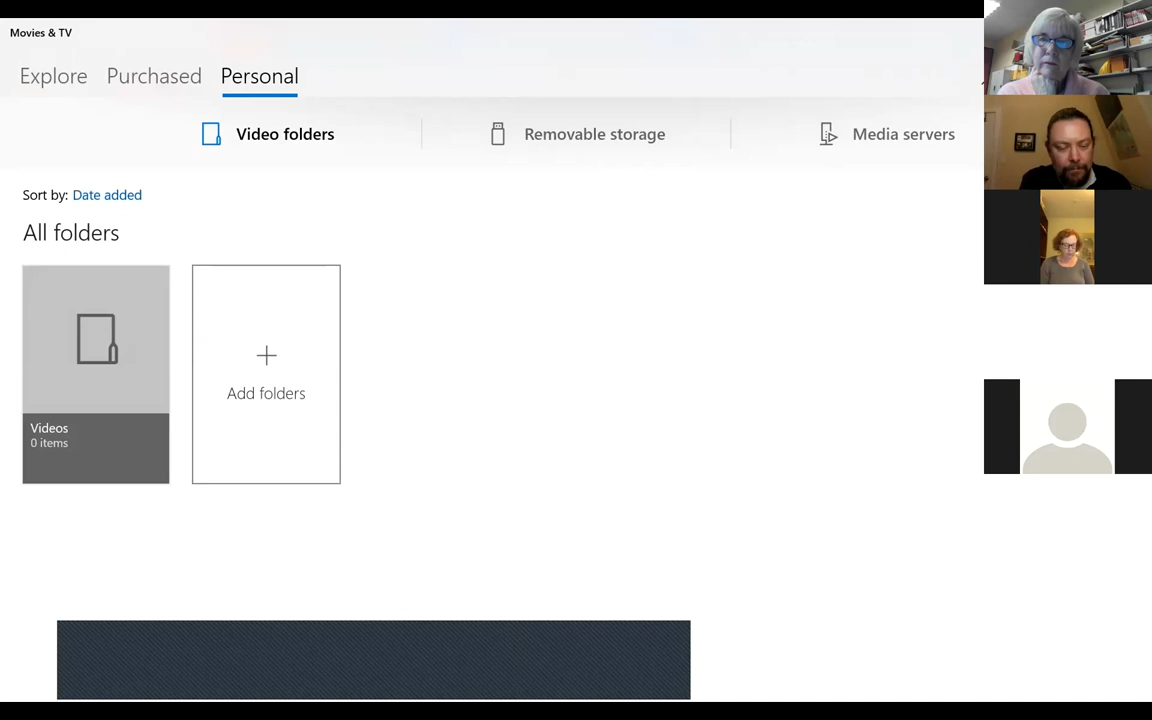 Movies & TV
Explore Purchased Personal
Video folders Removable storage Media servers
Sort by: Date added
All folders
Videos
0 items
Add folders